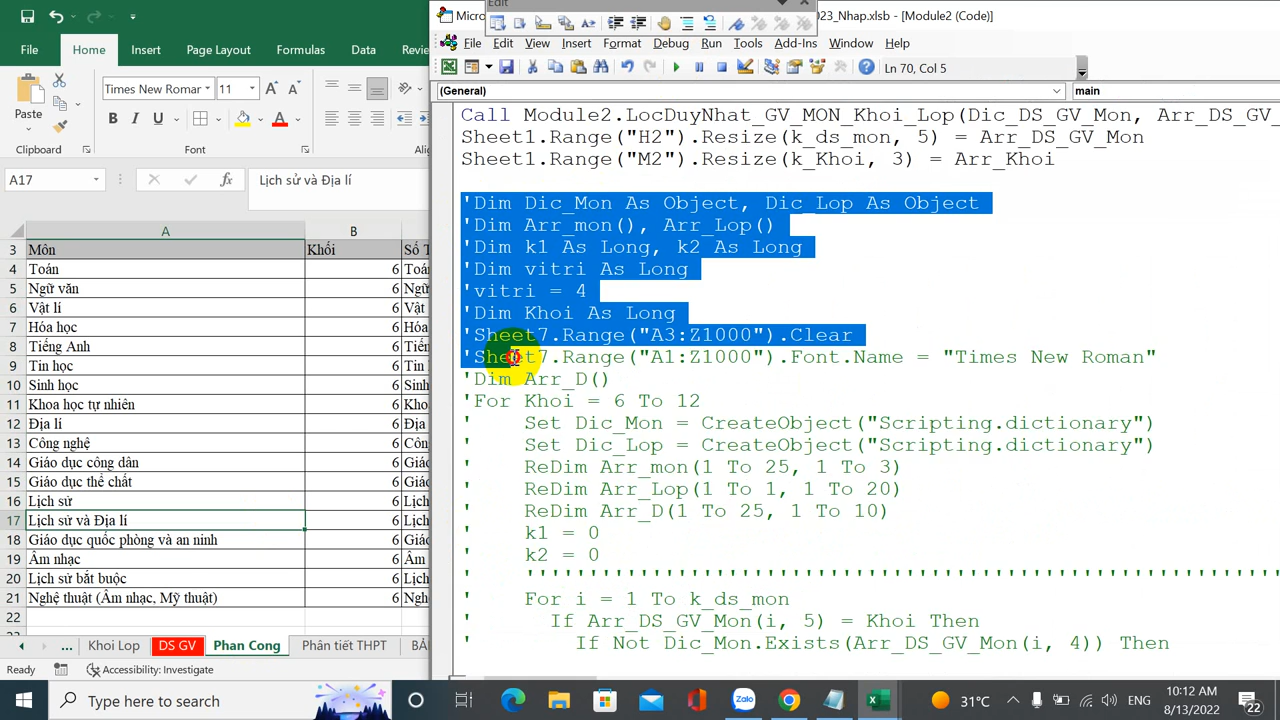 Edit
Micros
023_Nhap.xlsb - [Module2 (Code)]
File Home Insert Page Layout Formulas Data Revie
File Edit View Insert Format Debug Run Tools Add-Ins Window Help
Ln 70, Col 5
Times New Roman 11
Paste
Clipboard Font Alig
(General) main
A17 Lịch sử và Địa lí
A B
3 Môn Khối Số T
4 Toán 6 Toá
5 Ngữ văn 6 Ngữ
6 Vật lí 6 Vật
7 Hóa học 6 Hóa
8 Tiếng Anh 6 Tiến
9 Tin học 6 Tin
10 Sinh học 6 Sinh
11 Khoa học tự nhiên 6 Kho
12 Địa lí 6 Địa
13 Công nghệ 6 Côn
14 Giáo dục công dân 6 Giá
15 Giáo dục thể chất 6 Giá
16 Lịch sử 6 Lịch
17 Lịch sử và Địa lí 6 Lịch
18 Giáo dục quốc phòng và an ninh 6 Giá
19 Âm nhạc 6 Âm
20 Lịch sử bắt buộc 6 Lịch
21 Nghệ thuật (Âm nhạc, Mỹ thuật) 6 Ngh
22
Call Module2.LocDuyNhat_GV_MON_Khoi_Lop(Dic_DS_GV_Mon, Arr_DS_GV_
Sheet1.Range("H2").Resize(k_ds_mon, 5) = Arr_DS_GV_Mon
Sheet1.Range("M2").Resize(k_Khoi, 3) = Arr_Khoi
'Dim Dic_Mon As Object, Dic_Lop As Object
'Dim Arr_mon(), Arr_Lop()
'Dim k1 As Long, k2 As Long
'Dim vitri As Long
'vitri = 4
'Dim Khoi As Long
'Sheet7.Range("A3:Z1000").Clear
'Sheet7.Range("A1:Z1000").Font.Name = "Times New Roman"
'Dim Arr_D()
'For Khoi = 6 To 12
' Set Dic_Mon = CreateObject("Scripting.dictionary")
' Set Dic_Lop = CreateObject("Scripting.dictionary")
' ReDim Arr_mon(1 To 25, 1 To 3)
' ReDim Arr_Lop(1 To 1, 1 To 20)
' ReDim Arr_D(1 To 25, 1 To 10)
' k1 = 0
' k2 = 0
' For i = 1 To k_ds_mon
' If Arr_DS_GV_Mon(i, 5) = Khoi Then
' If Not Dic_Mon.Exists(Arr_DS_GV_Mon(i, 4)) Then
... Khoi Lop DS GV Phan Cong Phân tiết THPT BẢ
Ready Accessibility: Investigate
Type here to search
Zalo
31°C ENG
10:12 AM
8/13/2022
22